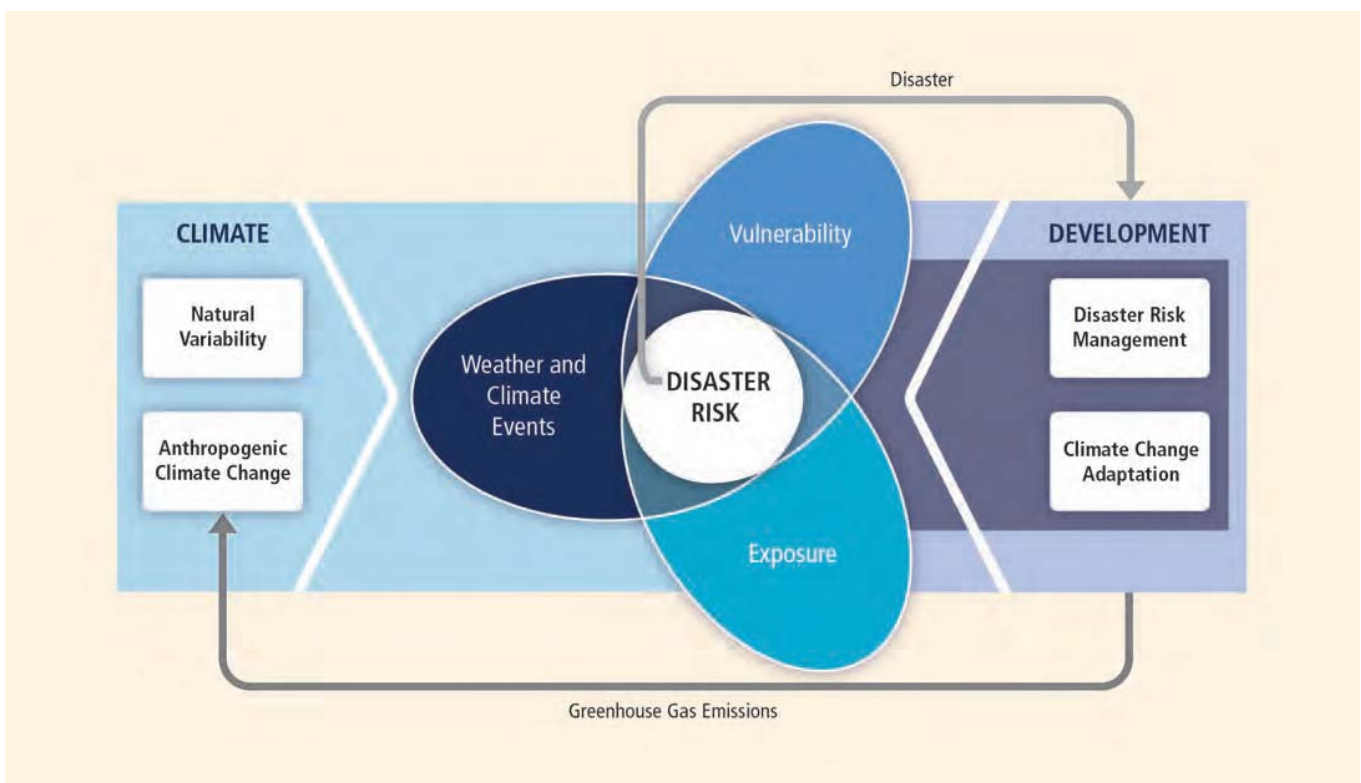 Disaster
CLIMATE
Natural
Variability
Anthropogenic
Climate Change
Vulnerability
Weather and
Climate
Events
DISASTER
RISK
Exposure
DEVELOPMENT
Disaster Risk
Management
Climate Change
Adaptation
Greenhouse Gas Emissions